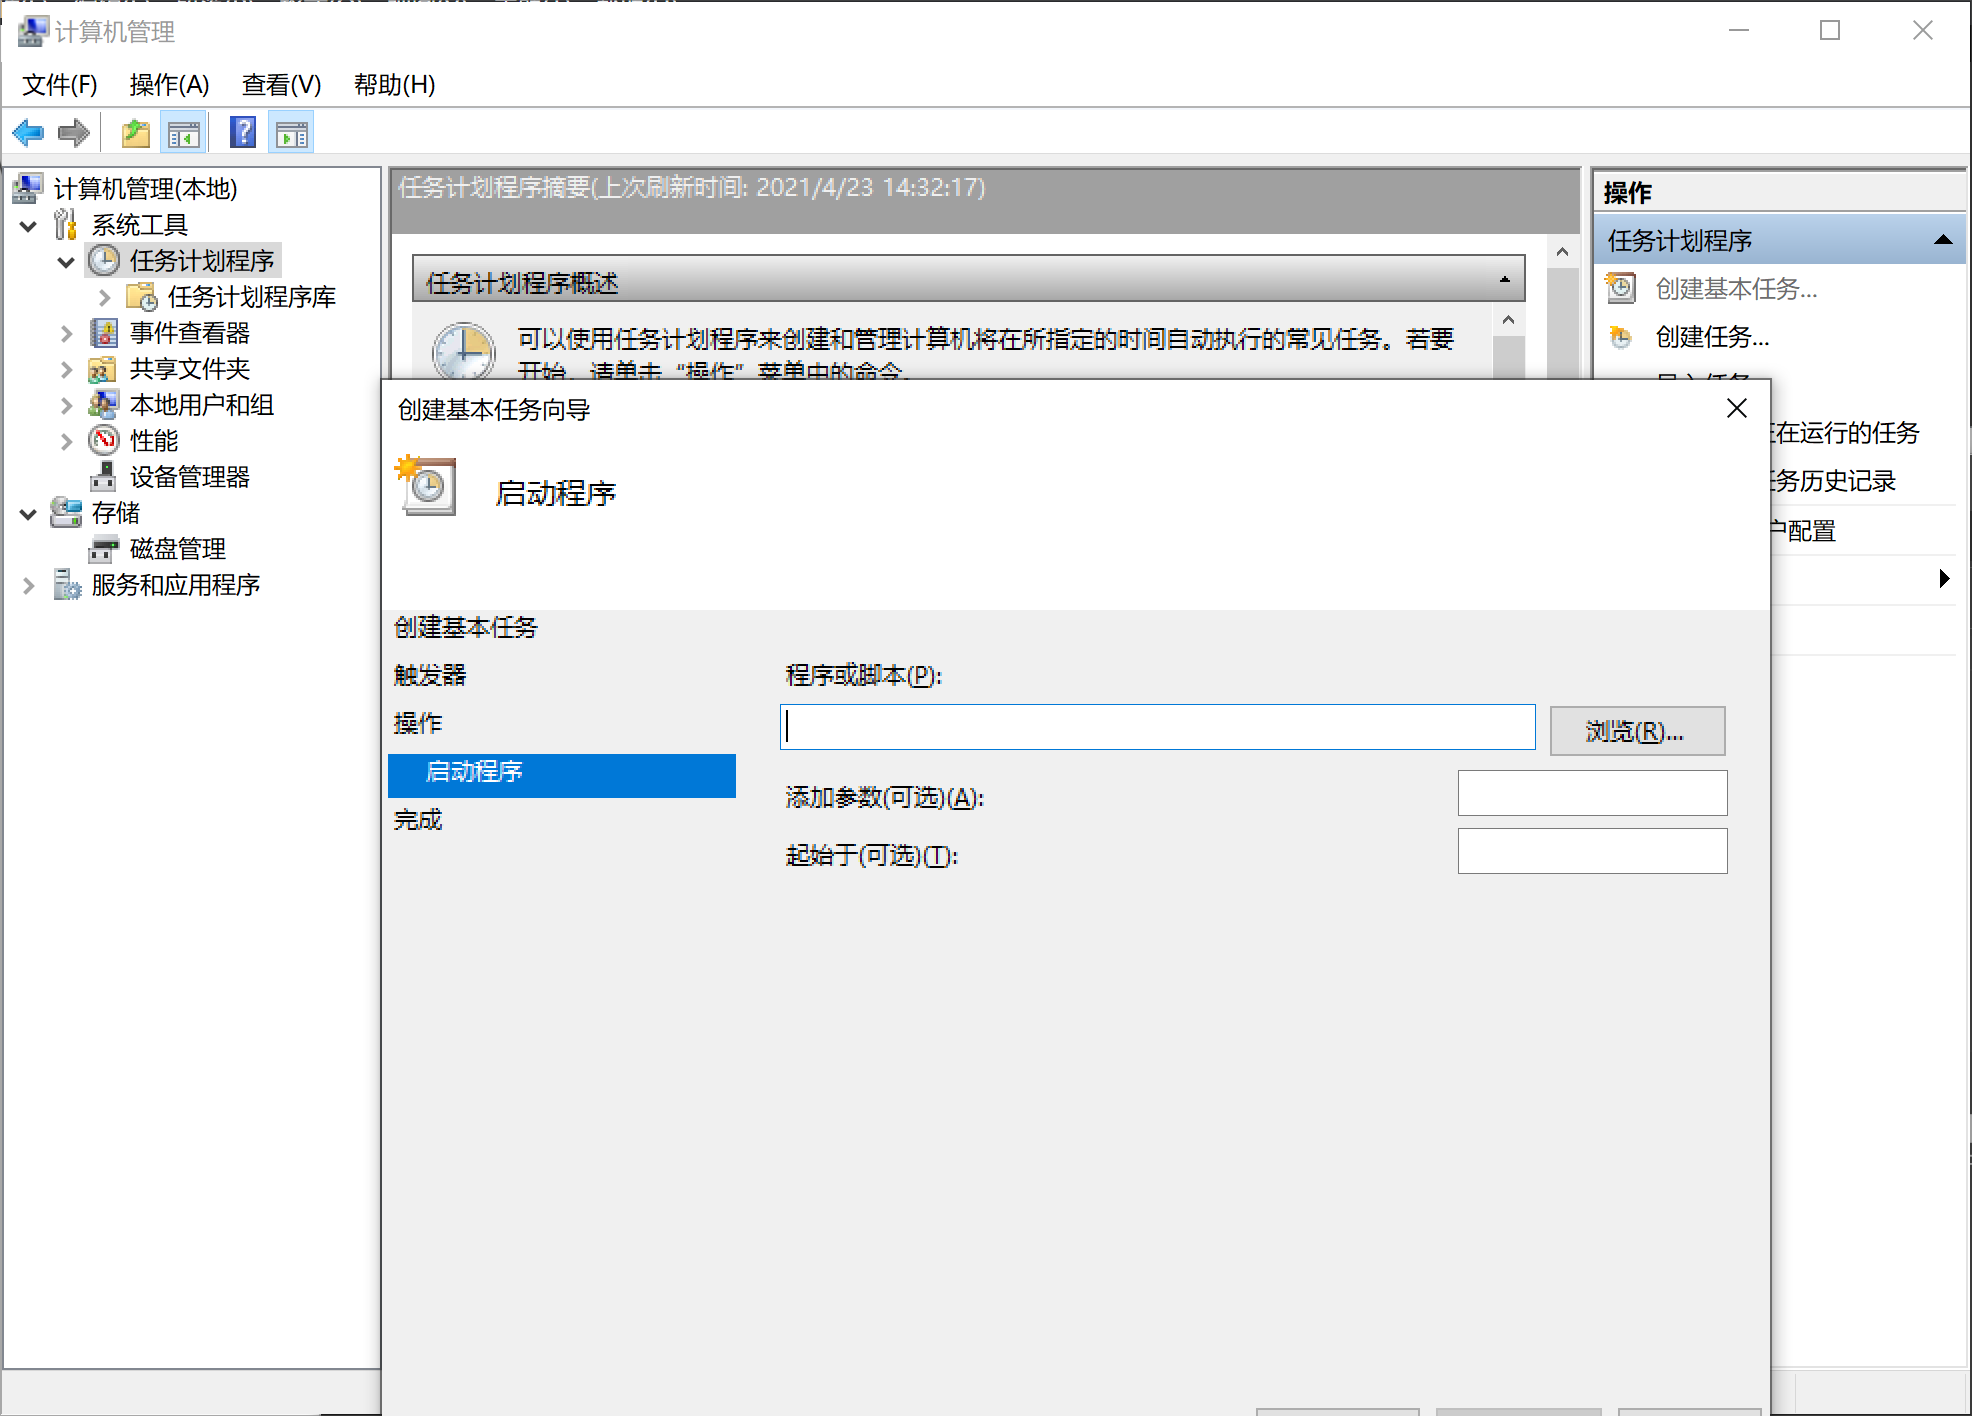 计算机管理
文件(F) 操作(A) 查看(V) 帮助(H)
计算机管理(本地)
系统工具
任务计划程序
任务计划程序库
事件查看器
共享文件夹
本地用户和组
性能
设备管理器
存储
磁盘管理
服务和应用程序
任务计划程序摘要(上次刷新时间: 2021/4/23 14:32:17)
任务计划程序概述
可以使用任务计划程序来创建和管理计算机将在所指定的时间自动执行的常见任务。若要
开始，请单击“操作”菜单中的命令。
操作
任务计划程序
创建基本任务...
创建任务...
导入任务
在运行的任务
务历史记录
户配置
创建基本任务向导
启动程序
创建基本任务
触发器
操作
启动程序
完成
程序或脚本(P):
浏览(R)...
添加参数(可选)(A):
起始于(可选)(T):